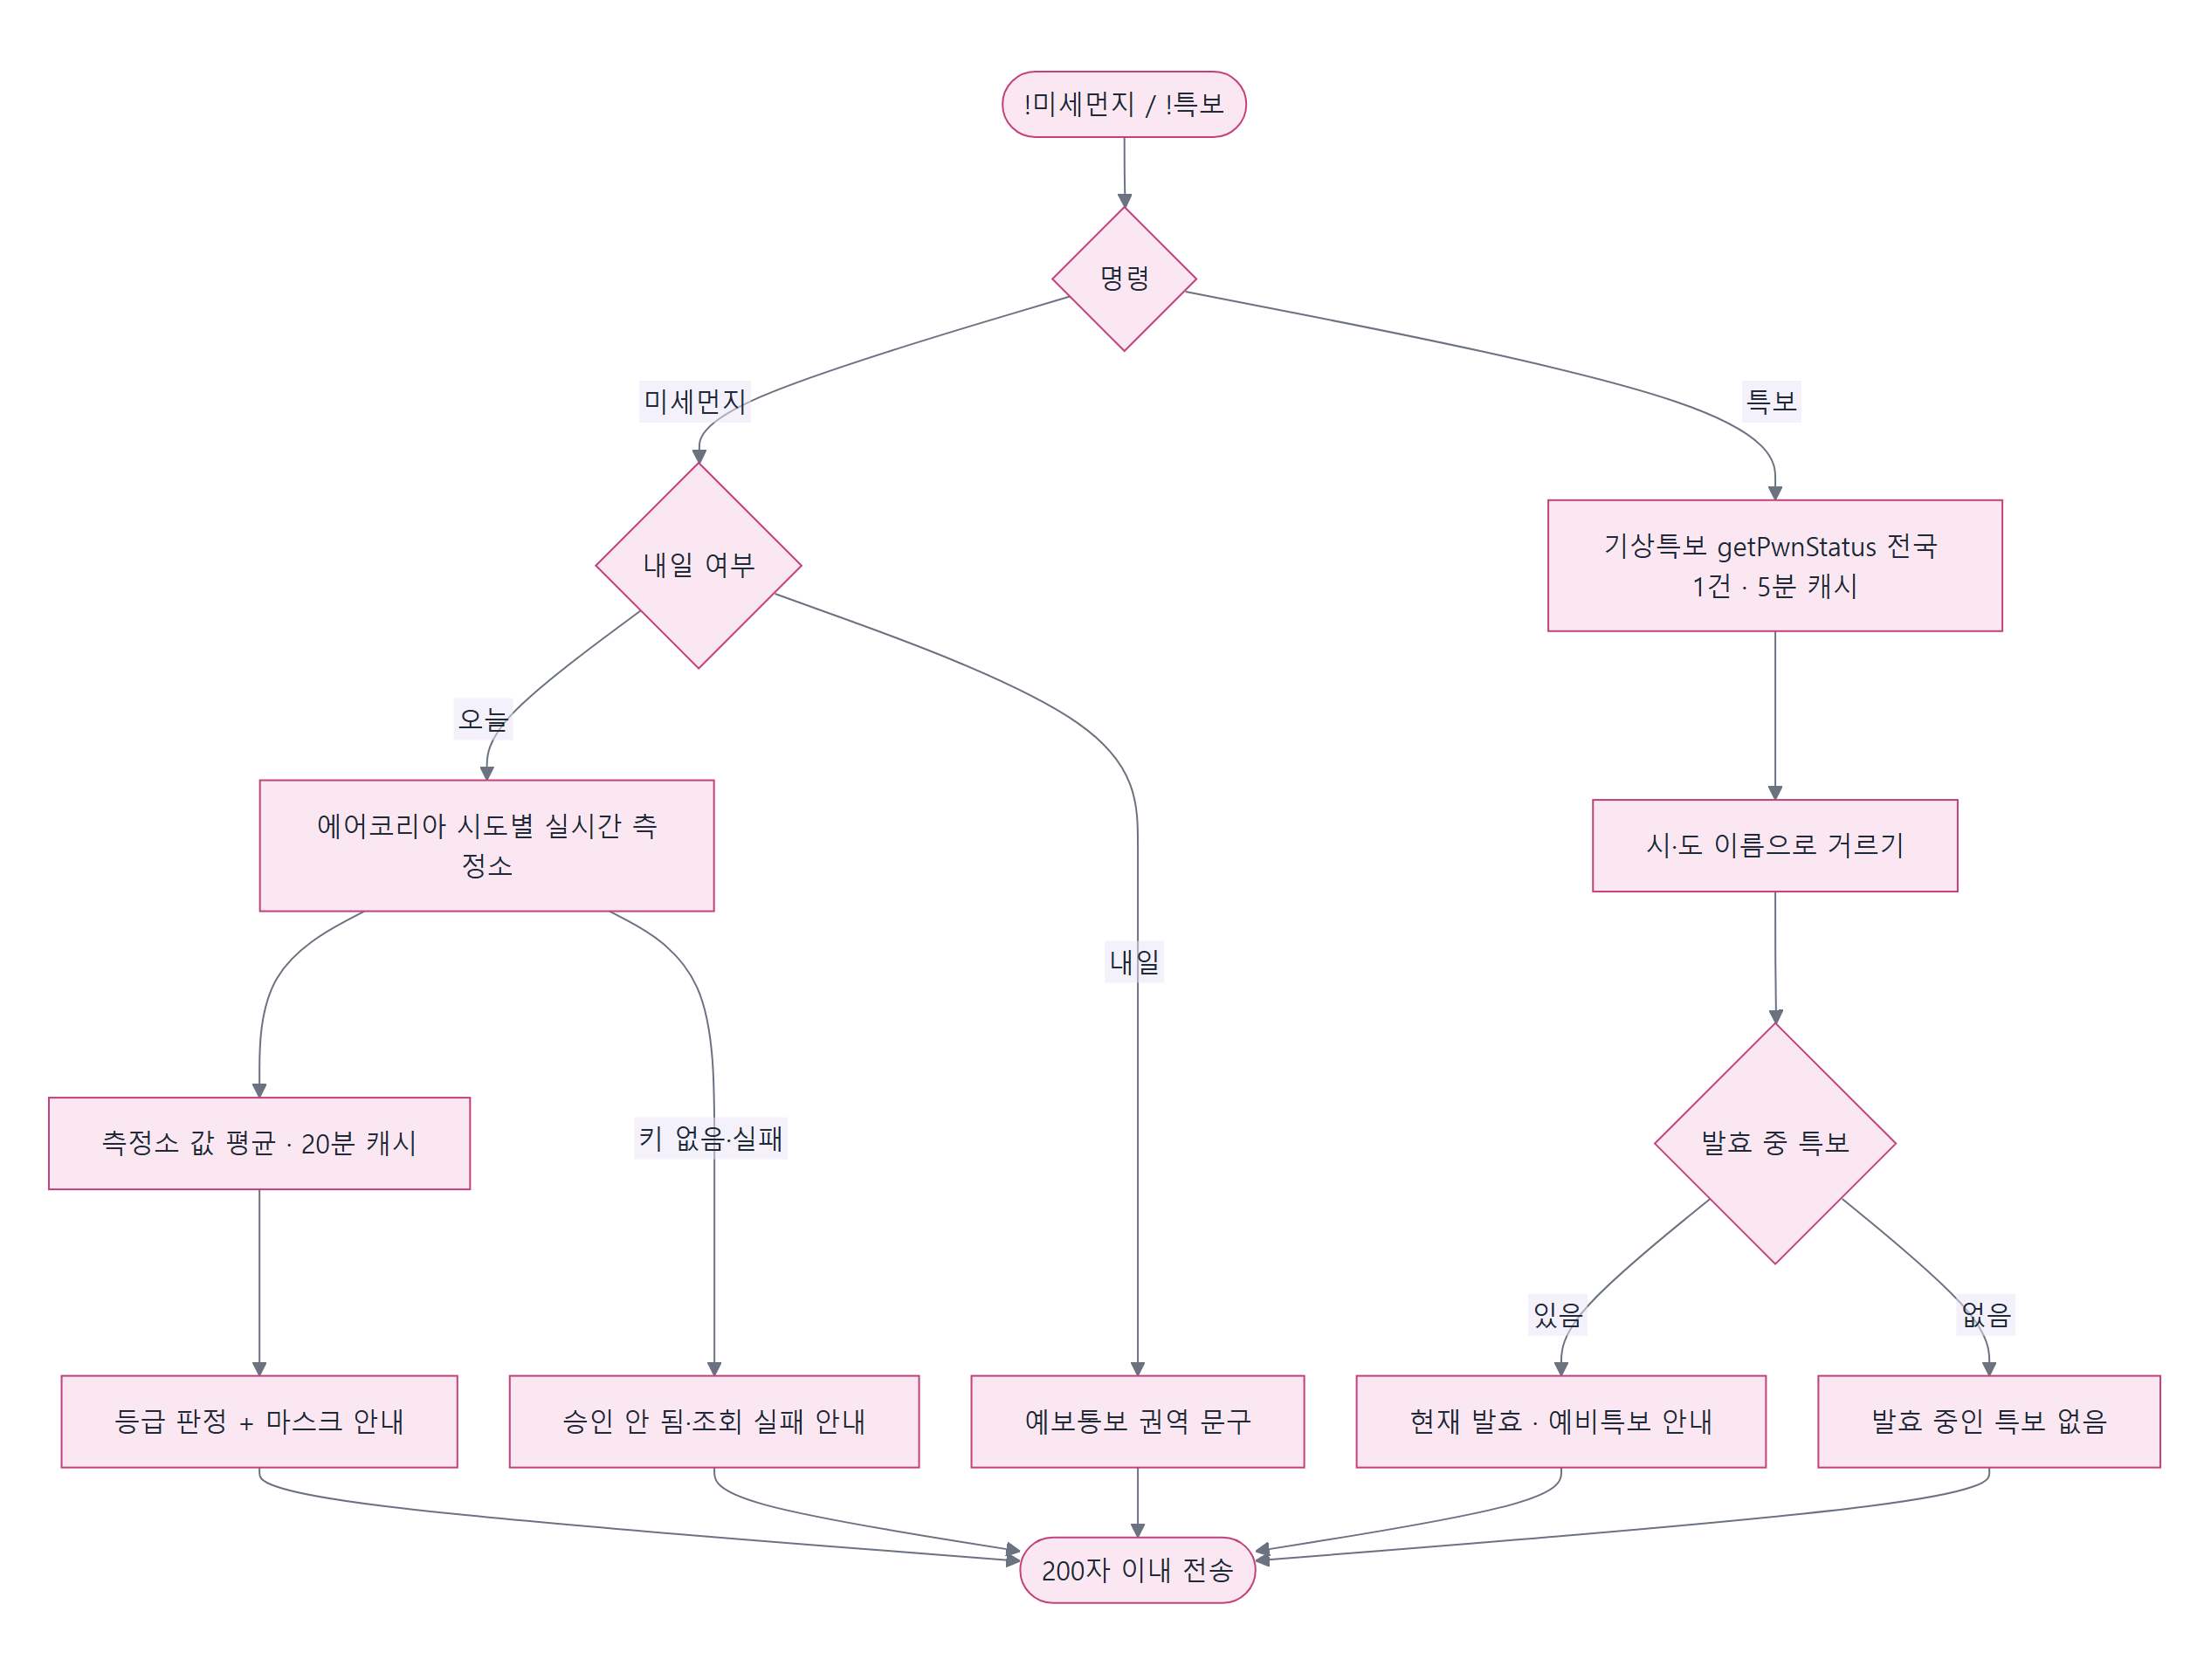 !미세먼지 / !특보
명령
미세먼지
특보
내일 여부
기상특보 getPwnStatus 전국
1건 · 5분 캐시
오늘
에어코리아 시도별 실시간 측
정소
시·도 이름으로 거르기
내일
측정소 값 평균 · 20분 캐시
키 없음·실패
발효 중 특보
있음
없음
등급 판정 + 마스크 안내
승인 안 됨·조회 실패 안내
예보통보 권역 문구
현재 발효 · 예비특보 안내
발효 중인 특보 없음
200자 이내 전송